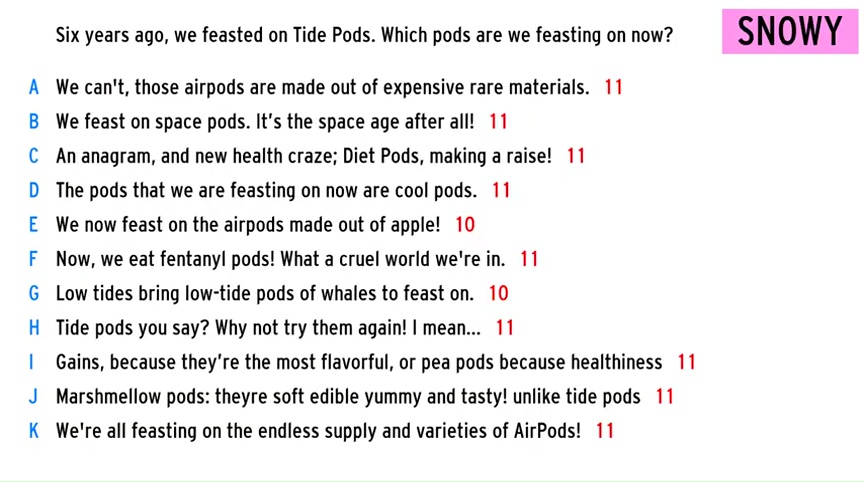 Six years ago, we feasted on Tide Pods. Which pods are we feasting on now?
SNOWY
A We can't, those airpods are made out of expensive rare materials. 11
B We feast on space pods. It’s the space age after all! 11
C An anagram, and new health craze; Diet Pods, making a raise! 11
D The pods that we are feasting on now are cool pods. 11
E We now feast on the airpods made out of apple! 10
F Now, we eat fentanyl pods! What a cruel world we're in. 11
G Low tides bring low-tide pods of whales to feast on. 10
H Tide pods you say? Why not try them again! I mean... 11
I Gains, because they’re the most flavorful, or pea pods because healthiness 11
J Marshmellow pods: theyre soft edible yummy and tasty! unlike tide pods 11
K We're all feasting on the endless supply and varieties of AirPods! 11